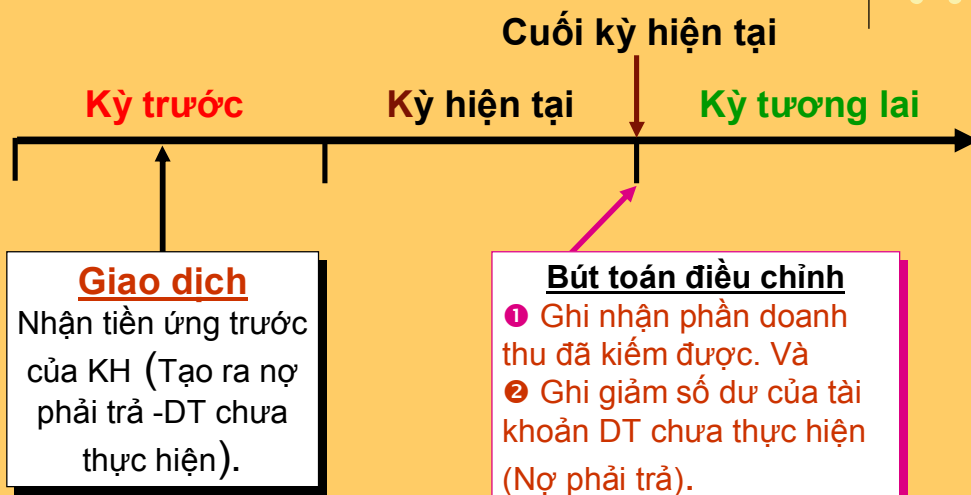 Cuối kỳ hiện tại
Kỳ trước
Kỳ hiện tại
Kỳ tương lai
Giao dịch
Nhận tiền ứng trước
của KH (Tạo ra nợ
phải trả -DT chưa
thực hiện).
Bút toán điều chỉnh
❶ Ghi nhận phần doanh
thu đã kiếm được. Và
❷ Ghi giảm số dư của tài
khoản DT chưa thực hiện
(Nợ phải trả).